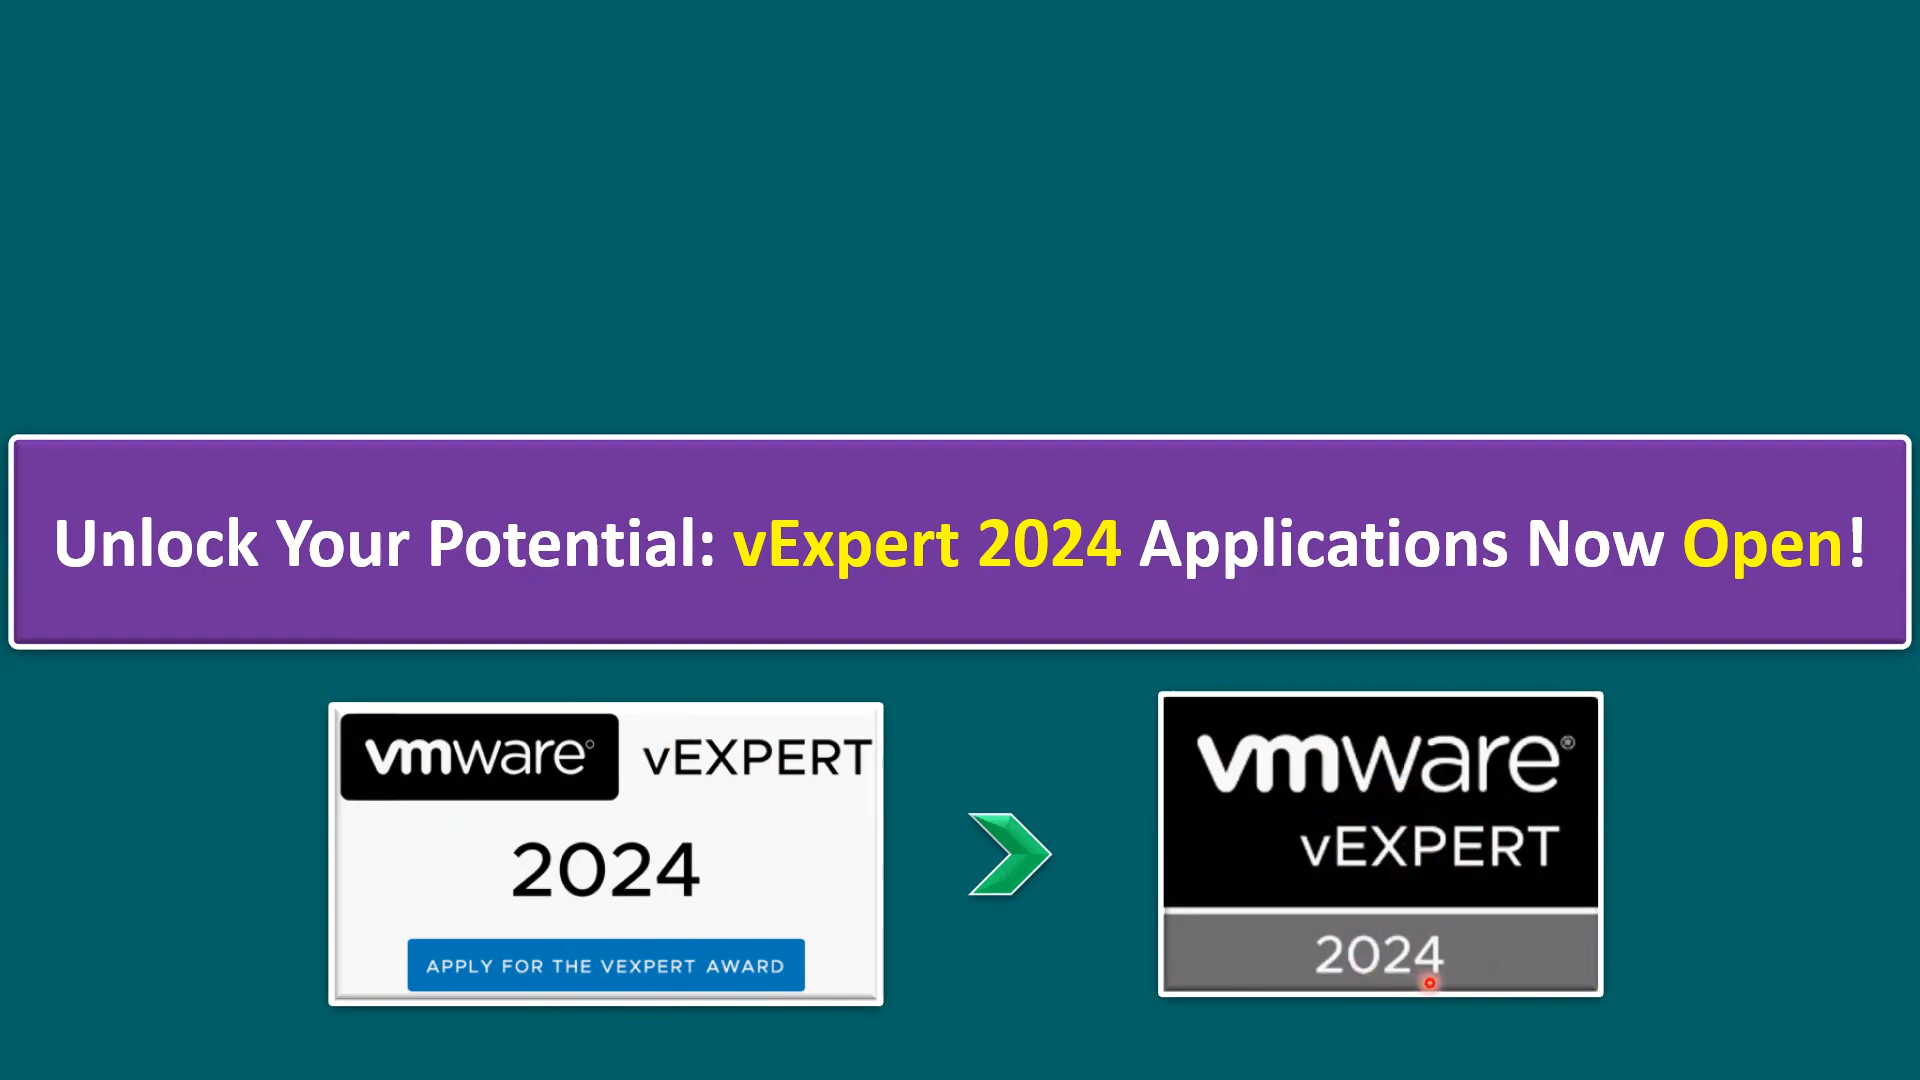 Unlock Your Potential: vExpert 2024 Applications Now Open!
vmware® vEXPERT
2024
APPLY FOR THE VEXPERT AWARD
vmware®
vEXPERT
2024